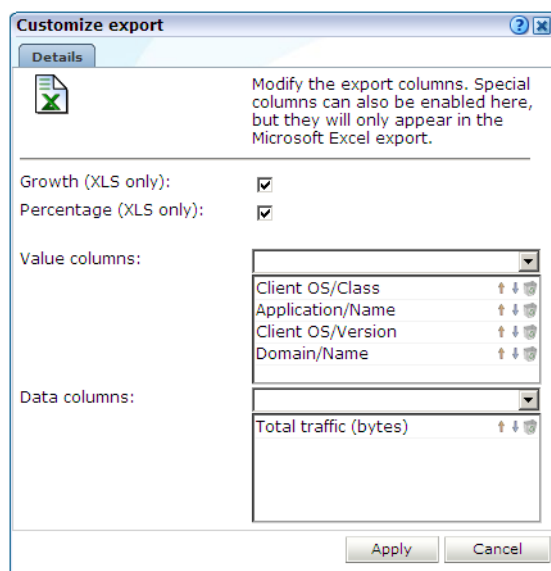 Customize export
Details
Modify the export columns. Special
columns can also be enabled here,
but they will only appear in the
Microsoft Excel export.
Growth (XLS only):
Percentage (XLS only):
Value columns:
Client OS/Class
Application/Name
Client OS/Version
Domain/Name
Data columns:
Total traffic (bytes)
Apply Cancel